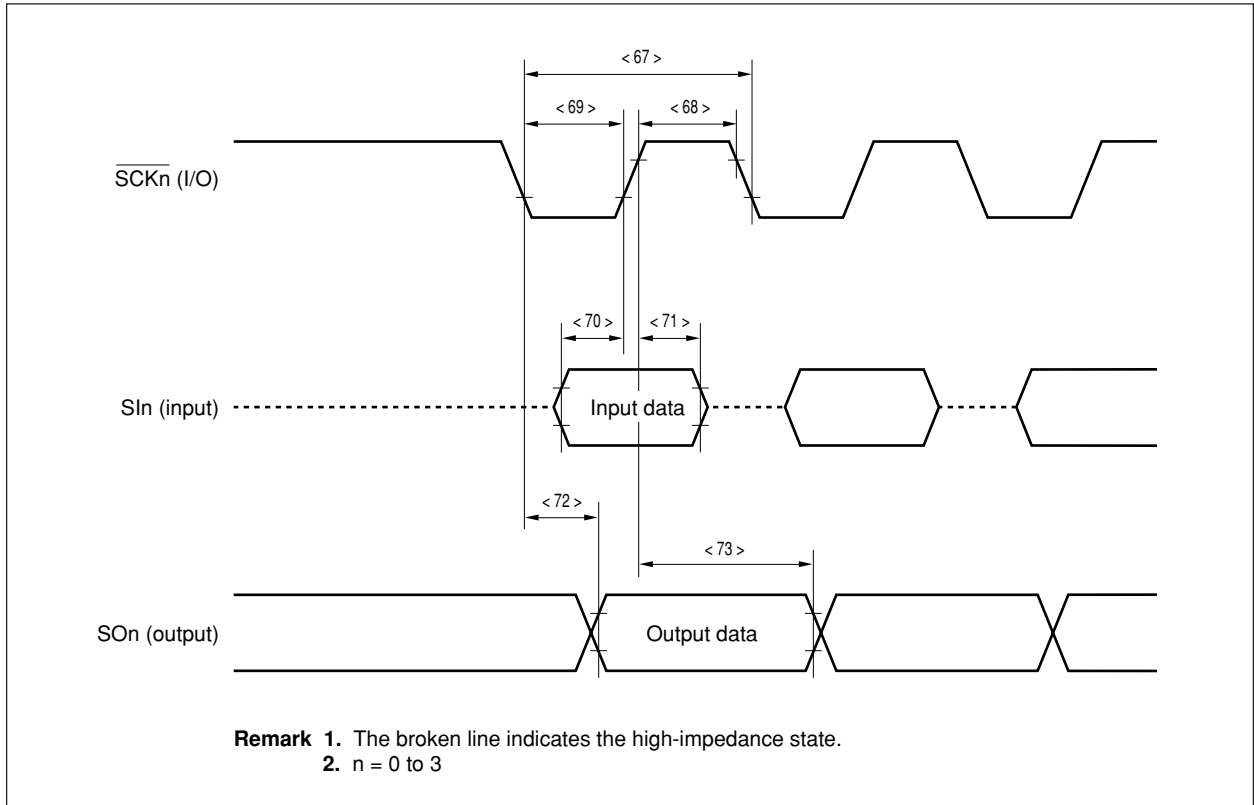 < 67 >
< 69 > < 68 >
SCKn (I/O)
< 70 > < 71 >
SIn (input) Input data
< 72 >
< 73 >
SOn (output) Output data
Remark 1. The broken line indicates the high-impedance state.
2. n = 0 to 3